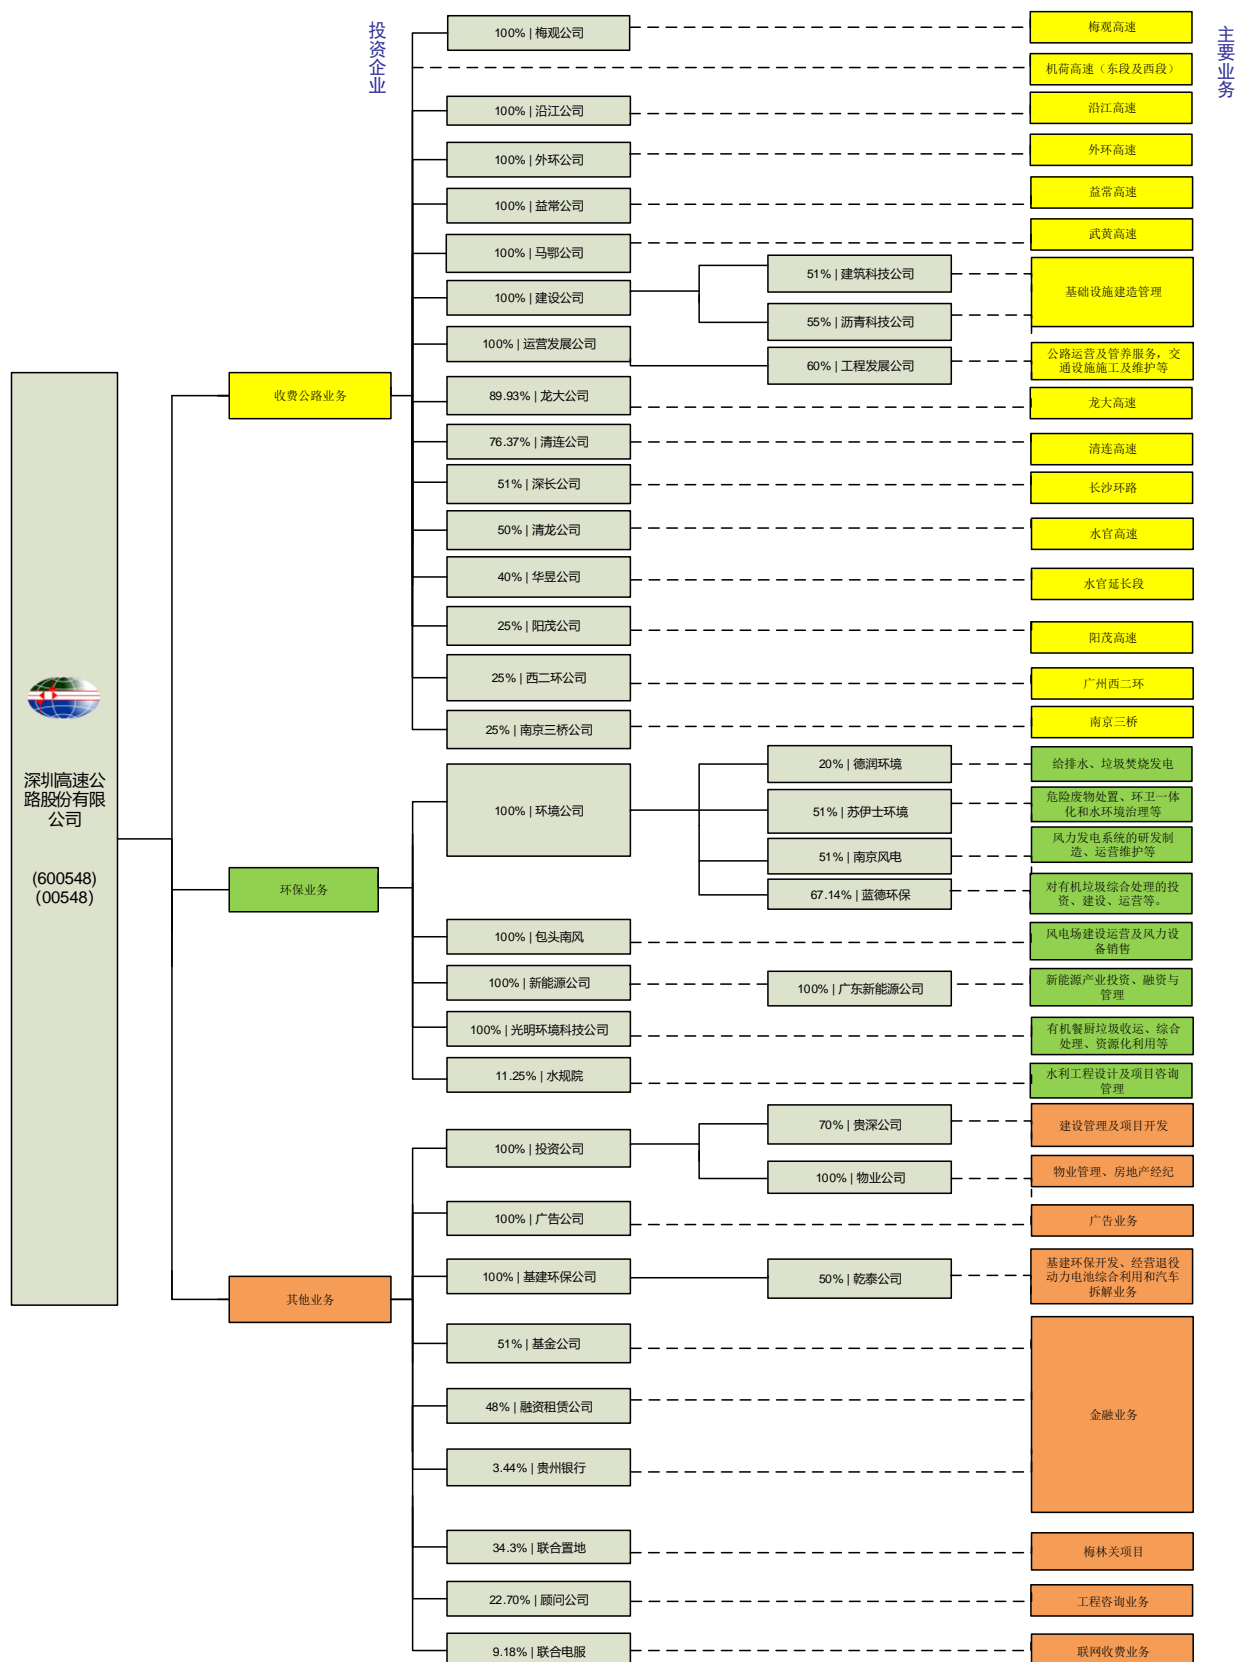 投资企业
主要业务
深圳高速公
路股份有限
公司
(600548)
(00548)
收费公路业务
100% | 梅观公司
梅观高速
机荷高速（东段及西段）
100% | 沿江公司
沿江高速
100% | 外环公司
外环高速
100% | 益常公司
益常高速
100% | 马鄂公司
武黄高速
100% | 建设公司
51% | 建筑科技公司
55% | 沥青科技公司
基础设施建造管理
100% | 运营发展公司
60% | 工程发展公司
公路运营及管养服务，交
通设施施工及维护等
89.93% | 龙大公司
龙大高速
76.37% | 清连公司
清连高速
51% | 深长公司
长沙环路
50% | 清龙公司
水官高速
40% | 华昱公司
水官延长段
25% | 阳茂公司
阳茂高速
25% | 西二环公司
广州西二环
25% | 南京三桥公司
南京三桥
环保业务
100% | 环境公司
20% | 德润环境
给排水、垃圾焚烧发电
51% | 苏伊士环境
危险废物处置、环卫一体
化和水环境治理等
51% | 南京风电
风力发电系统的研发制
造、运营维护等
67.14% | 蓝德环保
对有机垃圾综合处理的投
资、建设、运营等。
100% | 包头南风
风电场建设运营及风力设
备销售
100% | 新能源公司
100% | 广东新能源公司
新能源产业投资、融资与
管理
100% | 光明环境科技公司
有机餐厨垃圾收运、综合
处理、资源化利用等
11.25% | 水规院
水利工程设计及项目咨询
管理
其他业务
100% | 投资公司
70% | 贵深公司
建设管理及项目开发
100% | 物业公司
物业管理、房地产经纪
100% | 广告公司
广告业务
100% | 基建环保公司
50% | 乾泰公司
基建环保开发、经营退役
动力电池综合利用和汽车
拆解业务
51% | 基金公司
48% | 融资租赁公司
3.44% | 贵州银行
金融业务
34.3% | 联合置地
梅林关项目
22.70% | 顾问公司
工程咨询业务
9.18% | 联合电服
联网收费业务